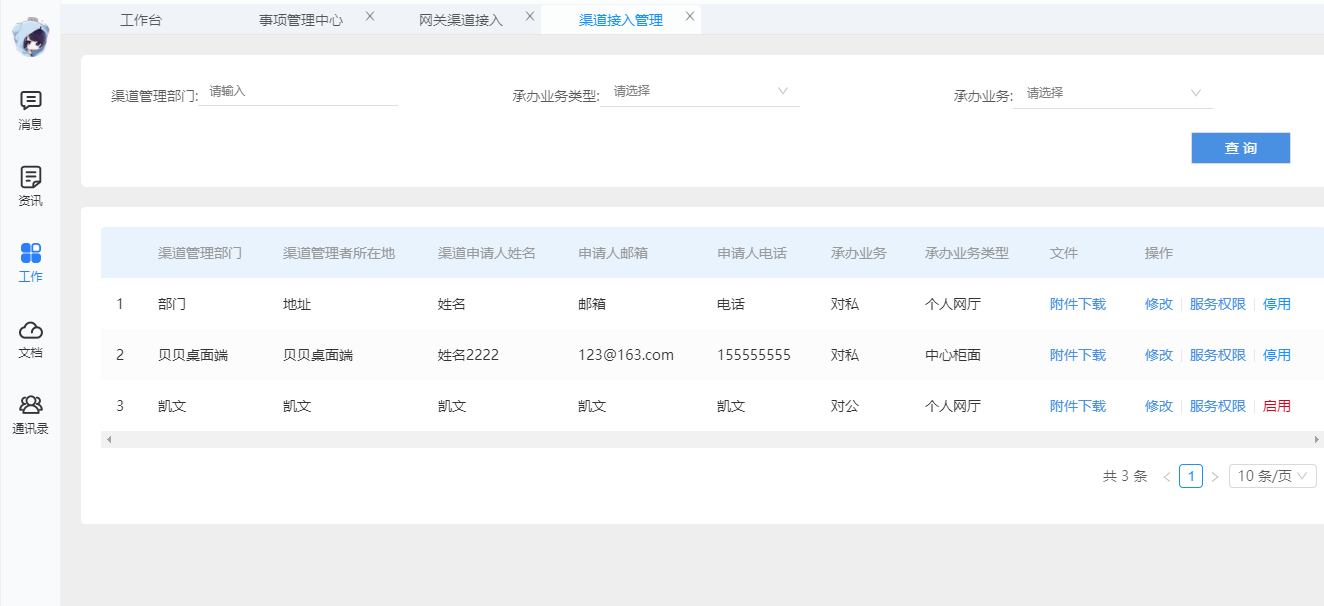 工作台 事项管理中心 网关渠道接入 渠道接入管理
消息
资讯
工作
文档
通讯录
渠道管理部门: 请输入 承办业务类型: 请选择 承办业务: 请选择
查 询
渠道管理部门 渠道管理者所在地 渠道申请人姓名 申请人邮箱 申请人电话 承办业务 承办业务类型 文件 操作
1 部门 地址 姓名 邮箱 电话 对私 个人网厅 附件下载 修改 服务权限 停用
2 贝贝桌面端 贝贝桌面端 姓名2222 123@163.com 155555555 对私 中心柜面 附件下载 修改 服务权限 停用
3 凯文 凯文 凯文 凯文 凯文 对公 个人网厅 附件下载 修改 服务权限 启用
共 3 条 < 1 > 10 条/页